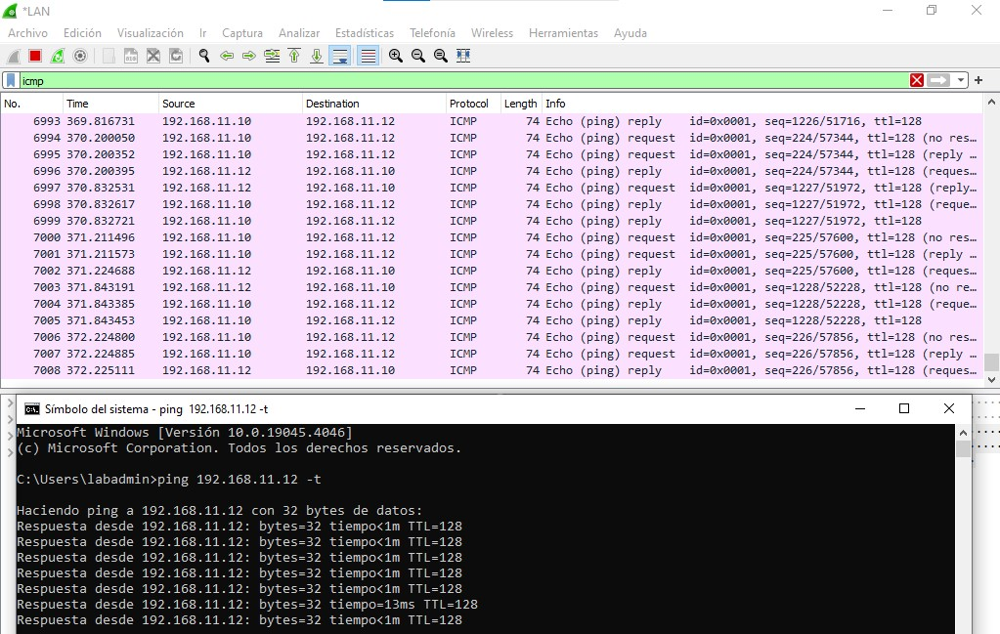 *LAN
Archivo Edición Visualización Ir Captura Analizar Estadísticas Telefonía Wireless Herramientas Ayuda
icmp
No. Time Source Destination Protocol Length Info
6993 369.816731 192.168.11.10 192.168.11.12 ICMP 74 Echo (ping) reply id=0x0001, seq=1226/51716, ttl=128
6994 370.200050 192.168.11.10 192.168.11.12 ICMP 74 Echo (ping) request id=0x0001, seq=224/57344, ttl=128 (no res…
6995 370.200352 192.168.11.10 192.168.11.12 ICMP 74 Echo (ping) request id=0x0001, seq=224/57344, ttl=128 (reply …
6996 370.200395 192.168.11.12 192.168.11.10 ICMP 74 Echo (ping) reply id=0x0001, seq=224/57344, ttl=128 (reques…
6997 370.832531 192.168.11.12 192.168.11.10 ICMP 74 Echo (ping) request id=0x0001, seq=1227/51972, ttl=128 (reply…
6998 370.832617 192.168.11.10 192.168.11.12 ICMP 74 Echo (ping) reply id=0x0001, seq=1227/51972, ttl=128 (reque…
6999 370.832721 192.168.11.10 192.168.11.12 ICMP 74 Echo (ping) reply id=0x0001, seq=1227/51972, ttl=128
7000 371.211496 192.168.11.10 192.168.11.12 ICMP 74 Echo (ping) request id=0x0001, seq=225/57600, ttl=128 (no res…
7001 371.211573 192.168.11.10 192.168.11.12 ICMP 74 Echo (ping) request id=0x0001, seq=225/57600, ttl=128 (reply …
7002 371.224688 192.168.11.12 192.168.11.10 ICMP 74 Echo (ping) reply id=0x0001, seq=225/57600, ttl=128 (reques…
7003 371.843191 192.168.11.12 192.168.11.10 ICMP 74 Echo (ping) request id=0x0001, seq=1228/52228, ttl=128 (no re…
7004 371.843385 192.168.11.10 192.168.11.12 ICMP 74 Echo (ping) reply id=0x0001, seq=1228/52228, ttl=128 (reque…
7005 371.843453 192.168.11.10 192.168.11.12 ICMP 74 Echo (ping) reply id=0x0001, seq=1228/52228, ttl=128
7006 372.224800 192.168.11.10 192.168.11.12 ICMP 74 Echo (ping) request id=0x0001, seq=226/57856, ttl=128 (no res…
7007 372.224885 192.168.11.10 192.168.11.12 ICMP 74 Echo (ping) request id=0x0001, seq=226/57856, ttl=128 (reply …
7008 372.225111 192.168.11.12 192.168.11.10 ICMP 74 Echo (ping) reply id=0x0001, seq=226/57856, ttl=128 (reques…
Símbolo del sistema - ping 192.168.11.12 -t
Microsoft Windows [Versión 10.0.19045.4046]
(c) Microsoft Corporation. Todos los derechos reservados.
C:\Users\labadmin>ping 192.168.11.12 -t
Haciendo ping a 192.168.11.12 con 32 bytes de datos:
Respuesta desde 192.168.11.12: bytes=32 tiempo<1m TTL=128
Respuesta desde 192.168.11.12: bytes=32 tiempo<1m TTL=128
Respuesta desde 192.168.11.12: bytes=32 tiempo<1m TTL=128
Respuesta desde 192.168.11.12: bytes=32 tiempo<1m TTL=128
Respuesta desde 192.168.11.12: bytes=32 tiempo<1m TTL=128
Respuesta desde 192.168.11.12: bytes=32 tiempo=13ms TTL=128
Respuesta desde 192.168.11.12: bytes=32 tiempo<1m TTL=128